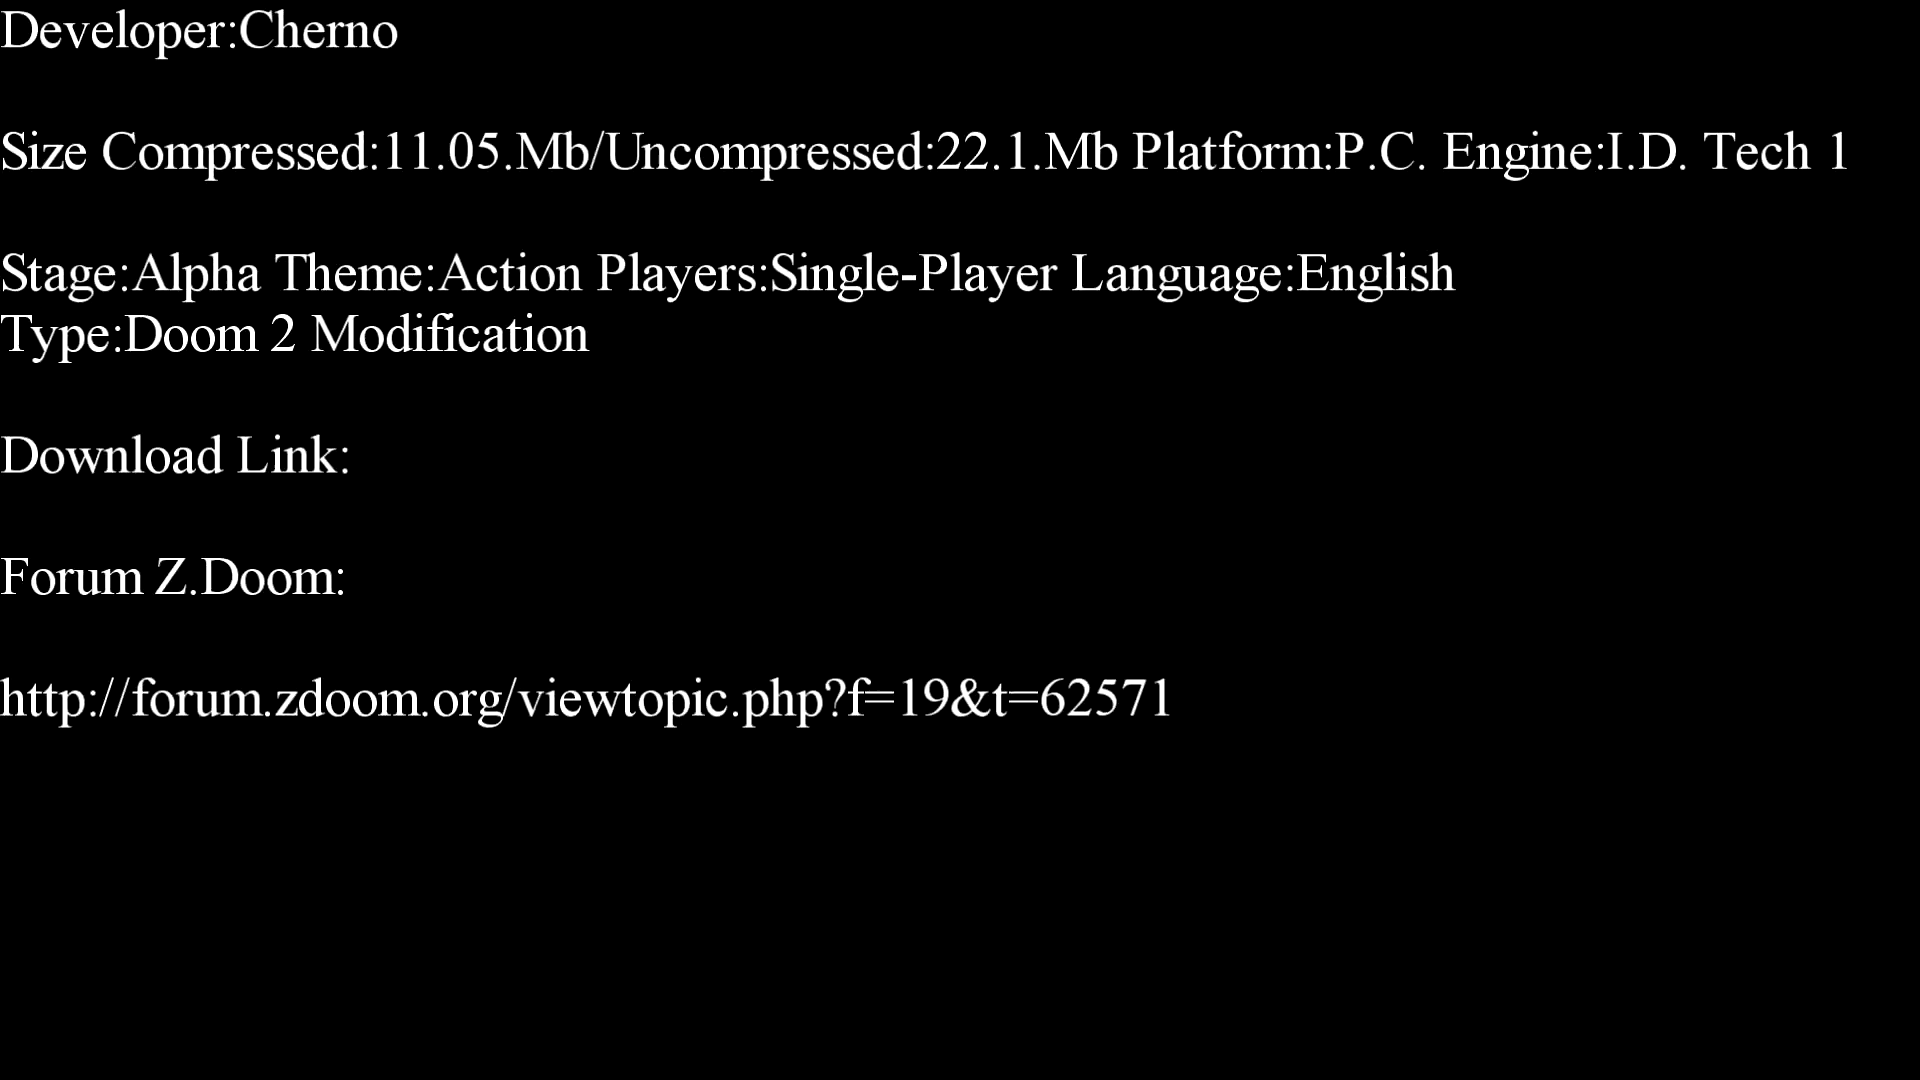 Developer:Cherno
Size Compressed:11.05.Mb/Uncompressed:22.1.Mb Platform:P.C. Engine:I.D. Tech 1
Stage:Alpha Theme:Action Players:Single-Player Language:English
Type:Doom 2 Modification
Download Link:
Forum Z.Doom:
http://forum.zdoom.org/viewtopic.php?f=19&t=62571